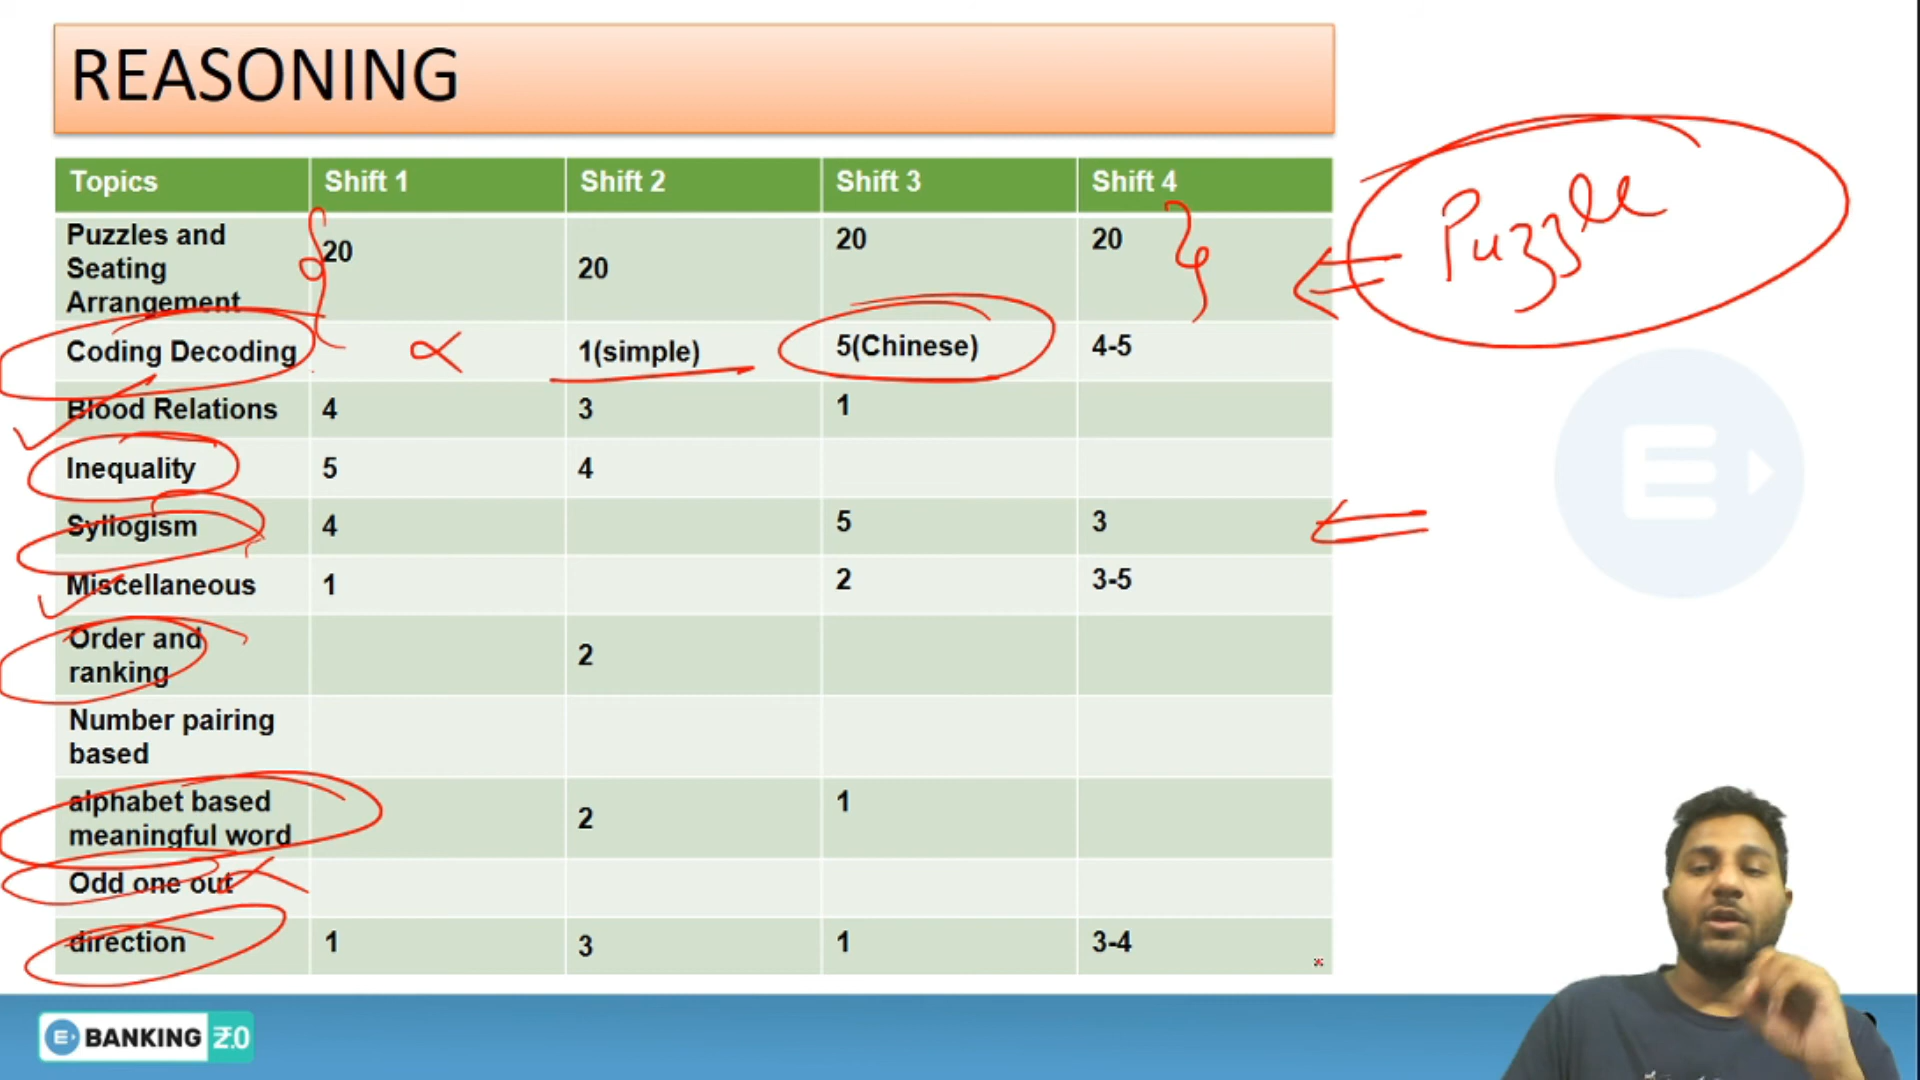 REASONING
Topics Shift 1 Shift 2 Shift 3 Shift 4
Puzzles and
Seating
Arrangement
20 20 20 20
Puzzle
Coding Decoding 1(simple) 5(Chinese) 4-5
Blood Relations 4 3 1
Inequality 5 4
Syllogism 4 5 3
Miscellaneous 1 2 3-5
Order and
ranking
2
Number pairing
based
alphabet based
meaningful word
2 1
Odd one out
direction 1 3 1 3-4
E BANKING ₹2.0